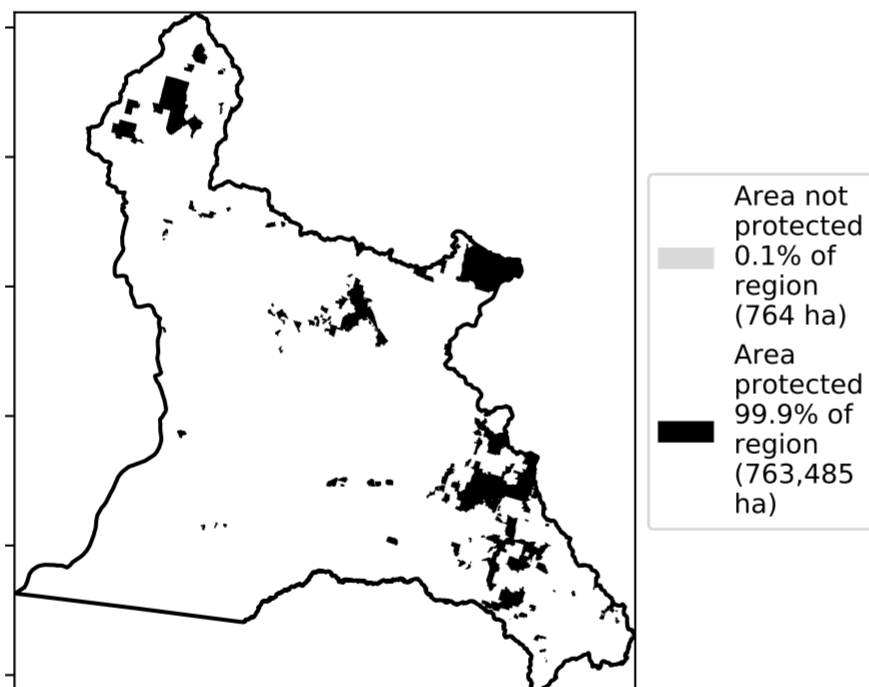 Area not
protected
0.1% of
region
(764 ha)
Area
protected
99.9% of
region
(763,485
ha)